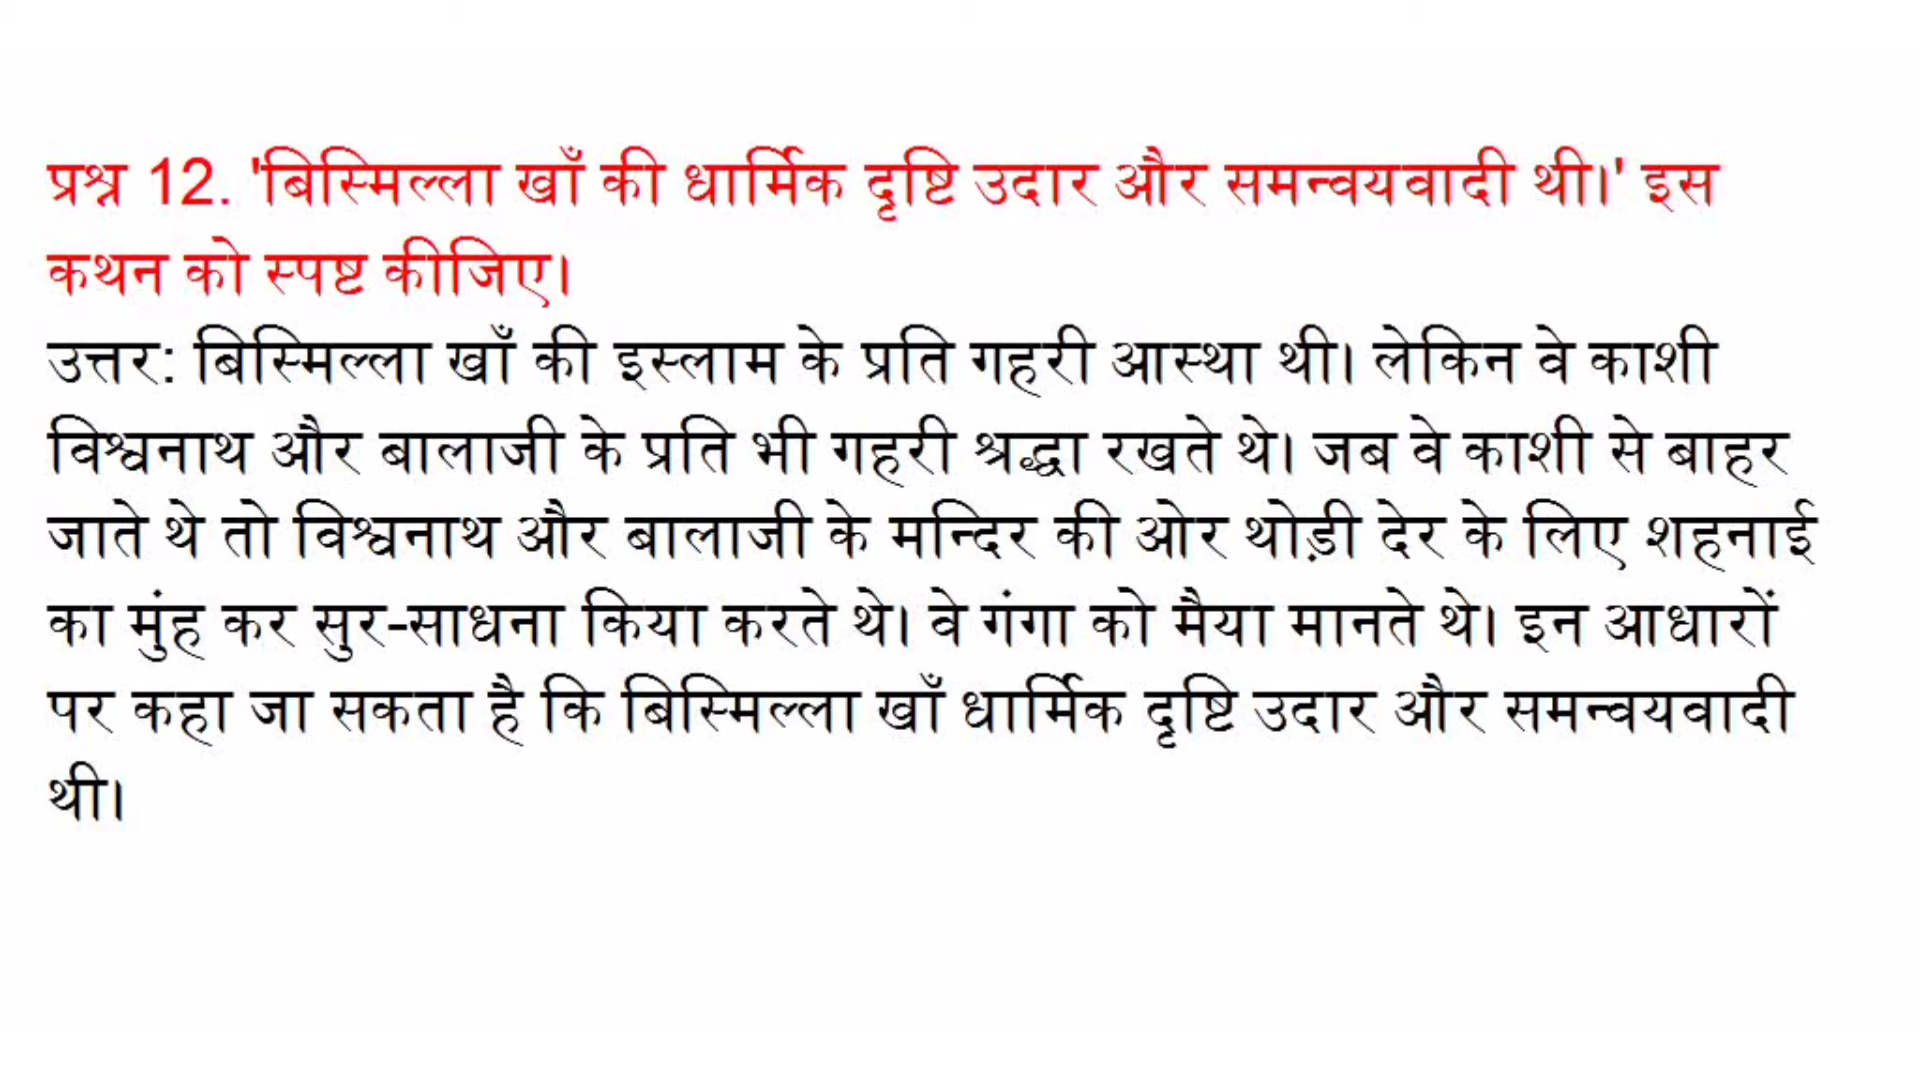 प्रश्न 12. 'बिस्मिल्ला खाँ की धार्मिक दृष्टि उदार और समन्वयवादी थी।' इस
कथन को स्पष्ट कीजिए।
उत्तर: बिस्मिल्ला खाँ की इस्लाम के प्रति गहरी आस्था थी। लेकिन वे काशी
विश्वनाथ और बालाजी के प्रति भी गहरी श्रद्धा रखते थे। जब वे काशी से बाहर
जाते थे तो विश्वनाथ और बालाजी के मन्दिर की ओर थोड़ी देर के लिए शहनाई
का मुंह कर सुर-साधना किया करते थे। वे गंगा को मैया मानते थे। इन आधारों
पर कहा जा सकता है कि बिस्मिल्ला खाँ धार्मिक दृष्टि उदार और समन्वयवादी
थी।